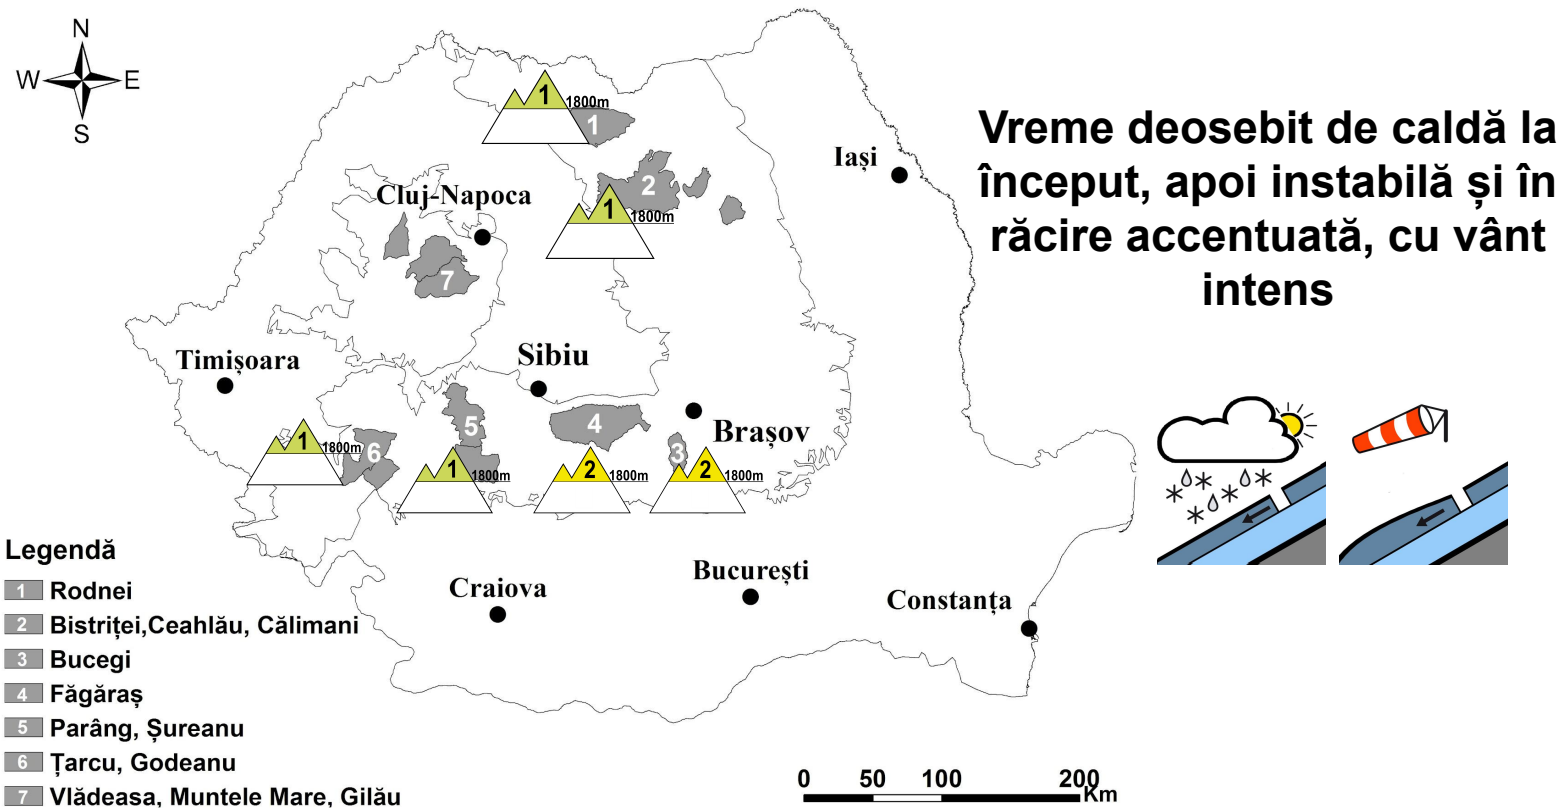 N
W E
S
1
1800m
1
Vreme deosebit de caldă la
început, apoi instabilă și în
răcire accentuată, cu vânt
intens
Iași
2
Cluj-Napoca
1
1800m
7
Timișoara
Sibiu
4
5
Brașov
1
1800m
6
3
1
1800m
2
1800m
2
1800m
Legendă
1 Rodnei
2 Bistriței,Ceahlău, Călimani
3 Bucegi
4 Făgăraș
5 Parâng, Șureanu
6 Țarcu, Godeanu
7 Vlădeasa, Muntele Mare, Gilău
Craiova
București
Constanța
0 50 100 200
Km